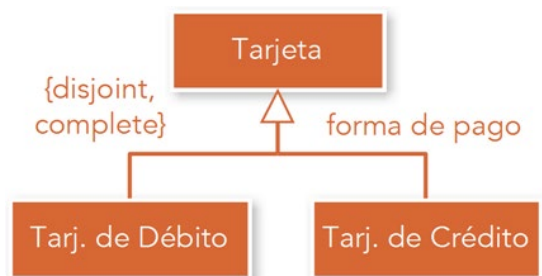 Tarjeta
{disjoint,
complete}
forma de pago
Tarj. de Débito
Tarj. de Crédito